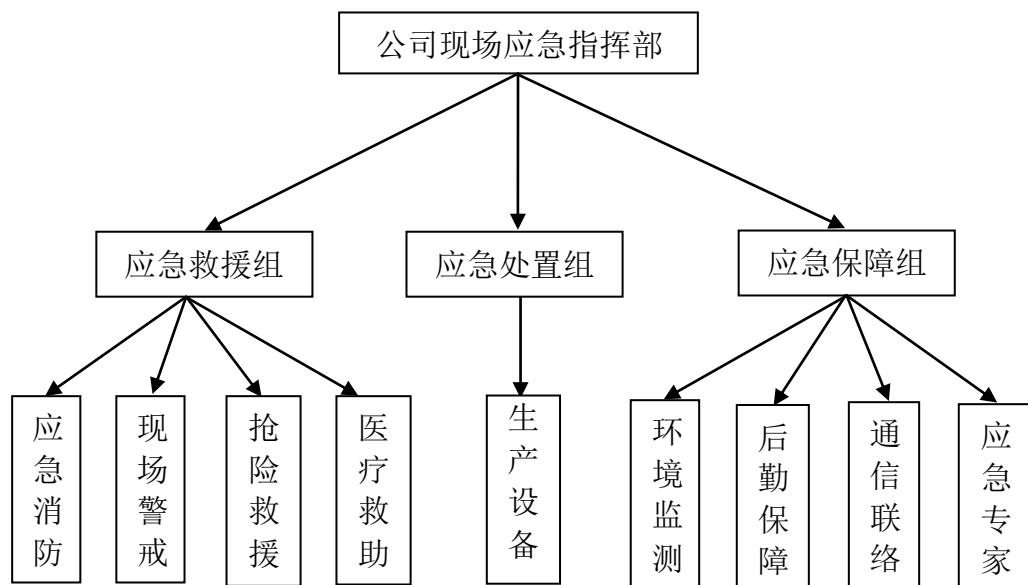 公司现场应急指挥部
应急救援组
应急处置组
应急保障组
应急消防
现场警戒
抢险救援
医疗救助
生产设备
环境监测
后勤保障
通信联络
应急专家